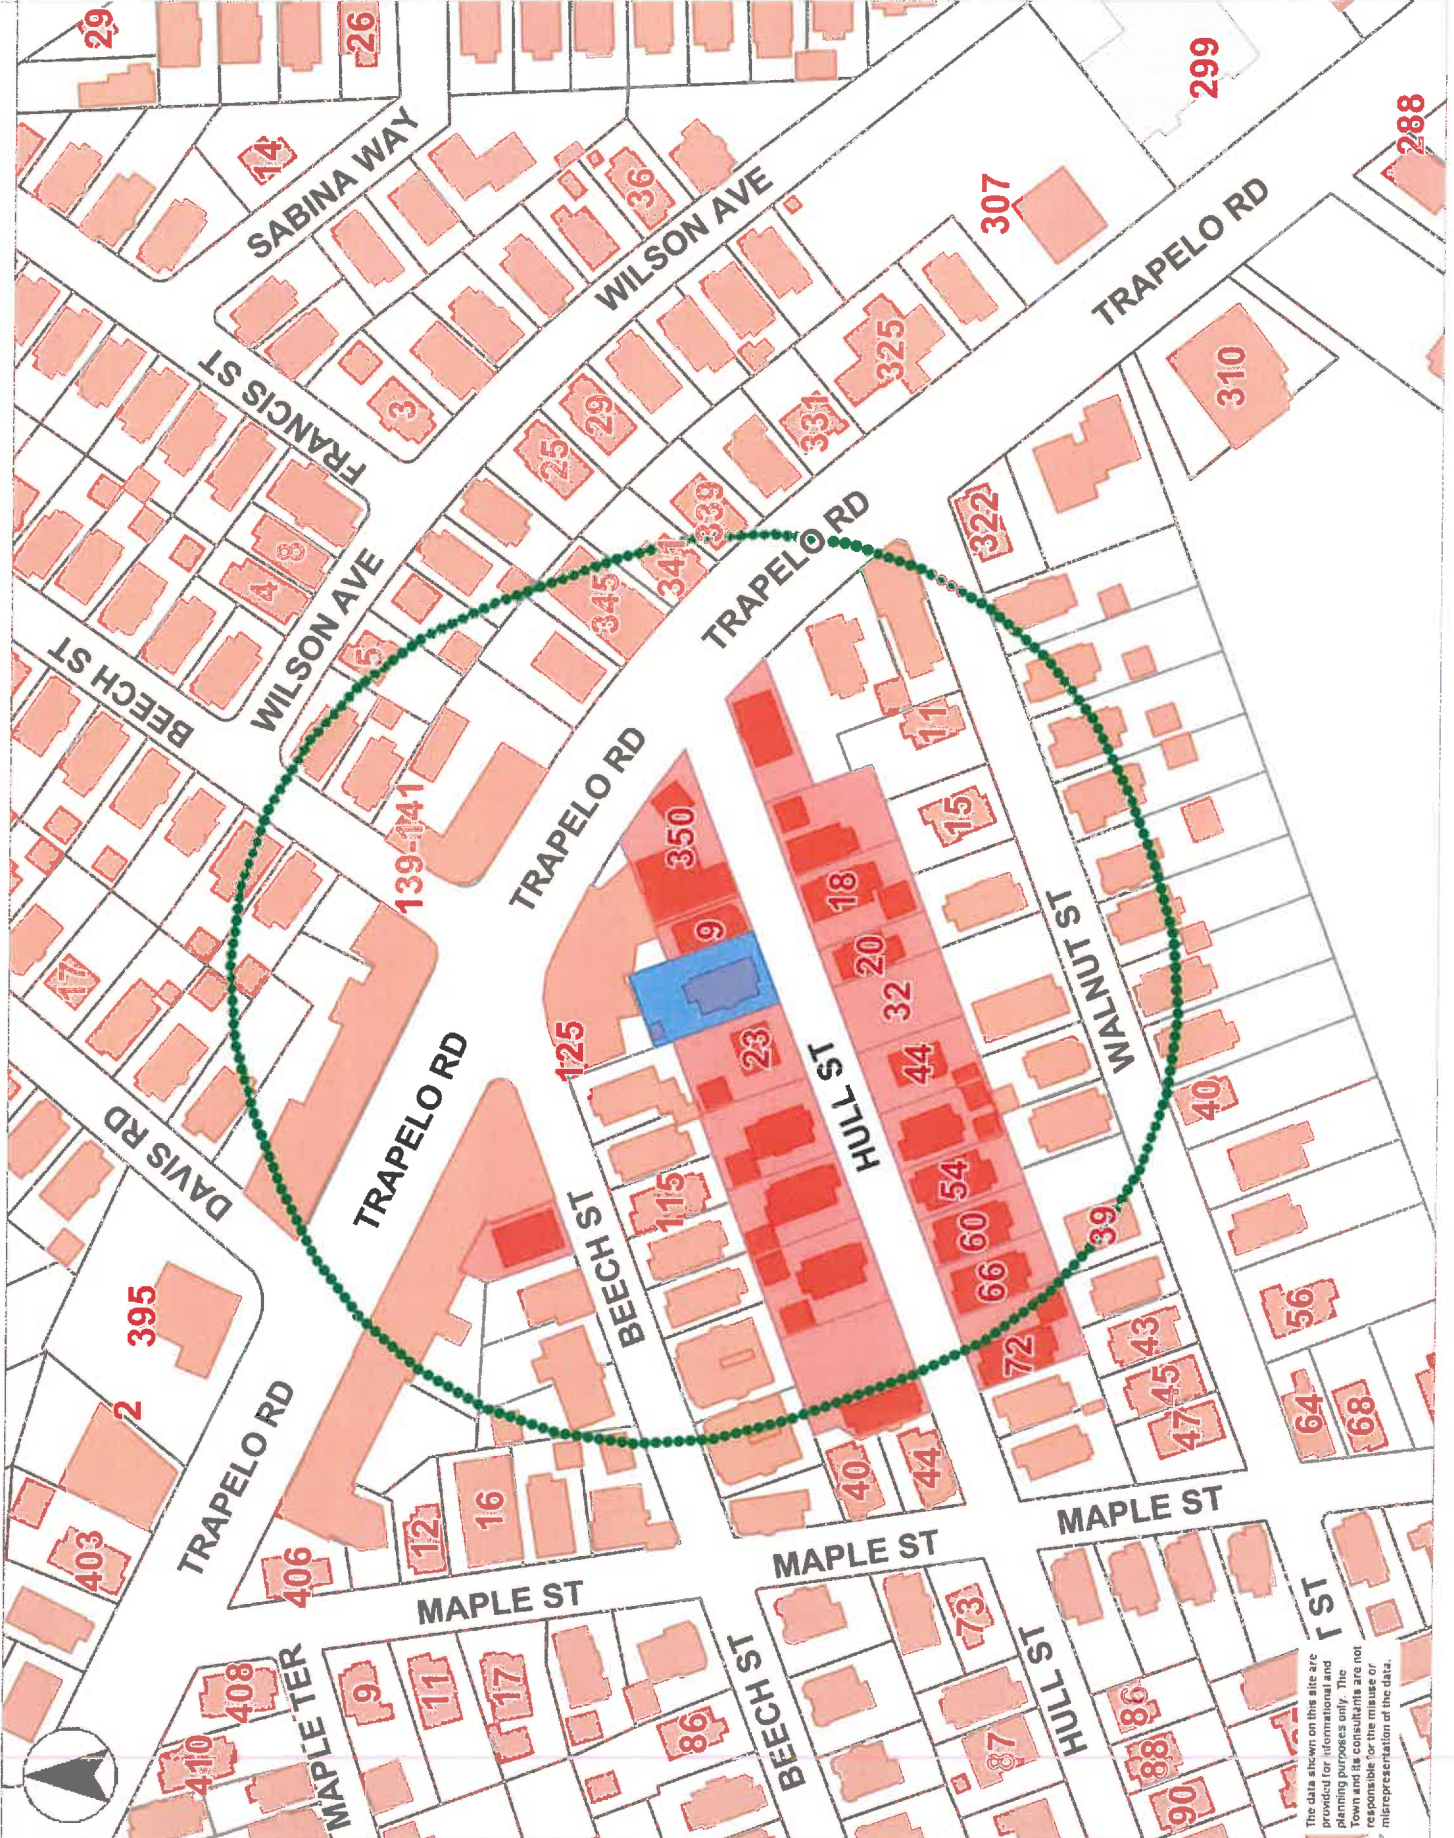 29
26
14
SABINA WAY
36
WILSON AVE
299
288
307
TRAPELO RD
FRANCIS ST
3
25
29
331
325
310
339
341
345
TRAPELO RD
322
8
4
WILSON AVE
5
BEECH ST
139-141
TRAPELO RD
350
9
11
15
18
20
32
WALNUT ST
17
125
23
HULL ST
44
40
DAVIS RD
TRAPELO RD
115
BEECH ST
54
60
66
72
39
395
2
43
45
47
56
64
68
TRAPELO RD
403
406
12
16
40
44
MAPLE ST
MAPLE ST
MAPLE ST
408
410
MAPLE TER
9
11
17
86
BEECH ST
73
87
HULL ST
86
88
90
T ST
The data shown on this site are
provided for informational and
planning purposes only. The
Town and its consultants are not
responsible for the misuse or
misrepresentation of the data.